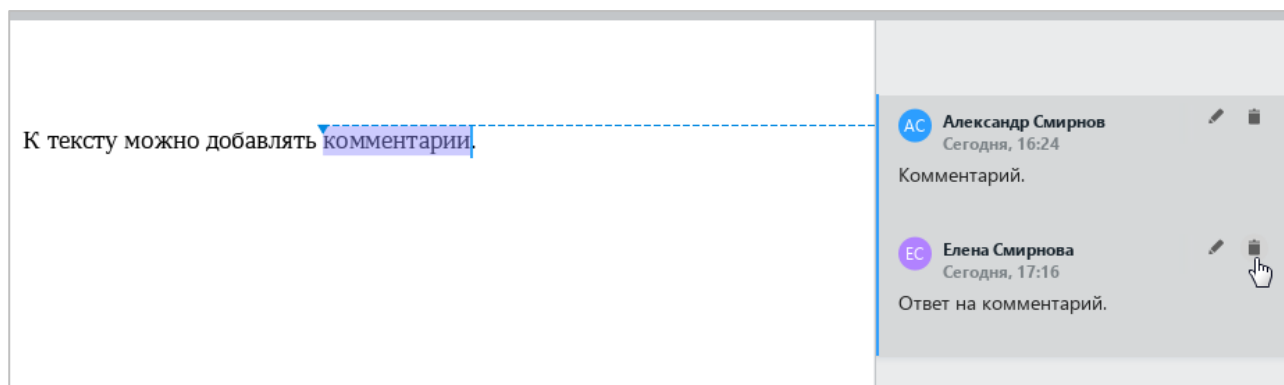 К тексту можно добавлять комментарии.
АС Александр Смирнов
Сегодня, 16:24
Комментарий.
ЕС Елена Смирнова
Сегодня, 17:16
Ответ на комментарий.